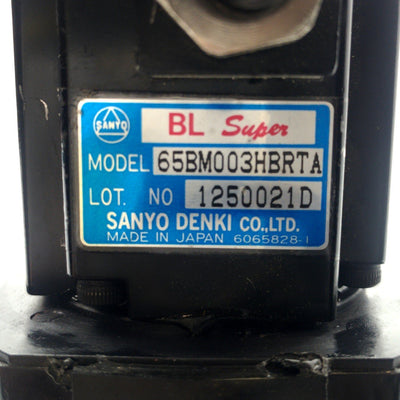 SANYO
BL Super
MODEL 65BM003HBRTA
LOT. NO 1250021D
SANYO DENKI CO.,LTD.
MADE IN JAPAN 6065828-1